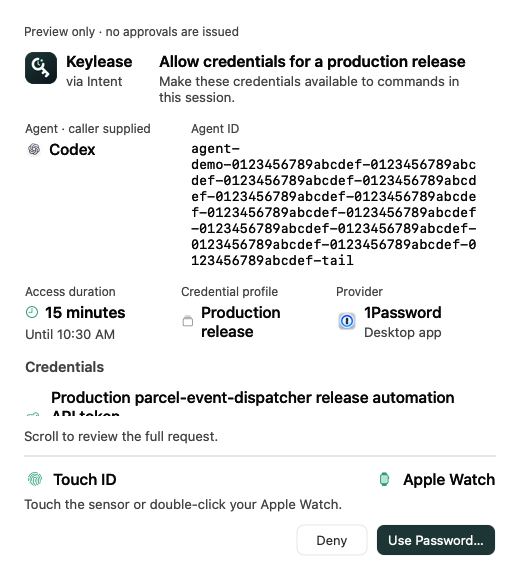 Preview only · no approvals are issued
Keylease
via Intent
Allow credentials for a production release
Make these credentials available to commands in
this session.
Agent · caller supplied
Codex
Agent ID
agent-
demo-0123456789abcdef-0123456789abc
def-0123456789abcdef-0123456789abcd
ef-0123456789abcdef-0123456789abcde
f-0123456789abcdef-0123456789abcdef
-0123456789abcdef-0123456789abcdef-
0123456789abcdef-0123456789abcdef-0
123456789abcdef-tail
Access duration
15 minutes
Until 10:30 AM
Credential profile
Production
release
Provider
1Password
Desktop app
Credentials
Production parcel-event-dispatcher release automation
API token
Scroll to review the full request.
Touch ID
Apple Watch
Touch the sensor or double-click your Apple Watch.
Deny
Use Password...